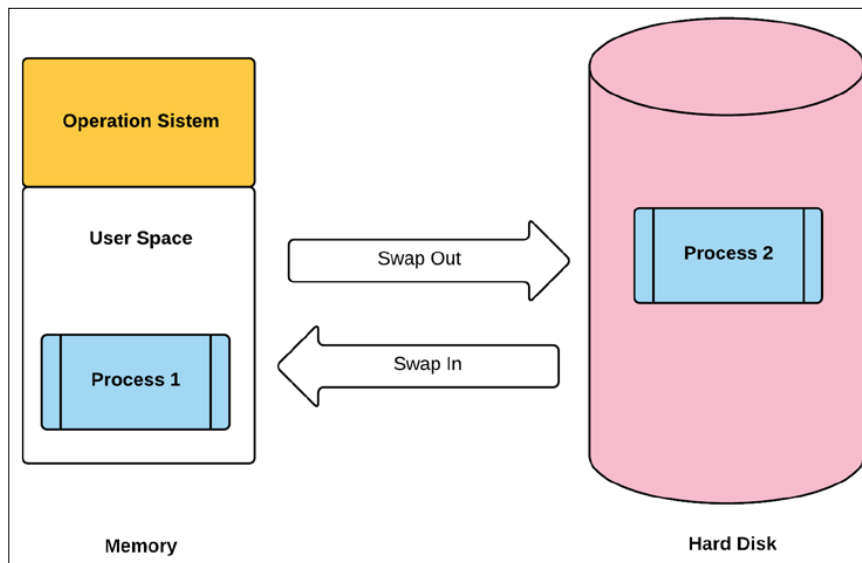 Operation Sistem
User Space
Swap Out
Process 2
Swap In
Process 1
Memory
Hard Disk